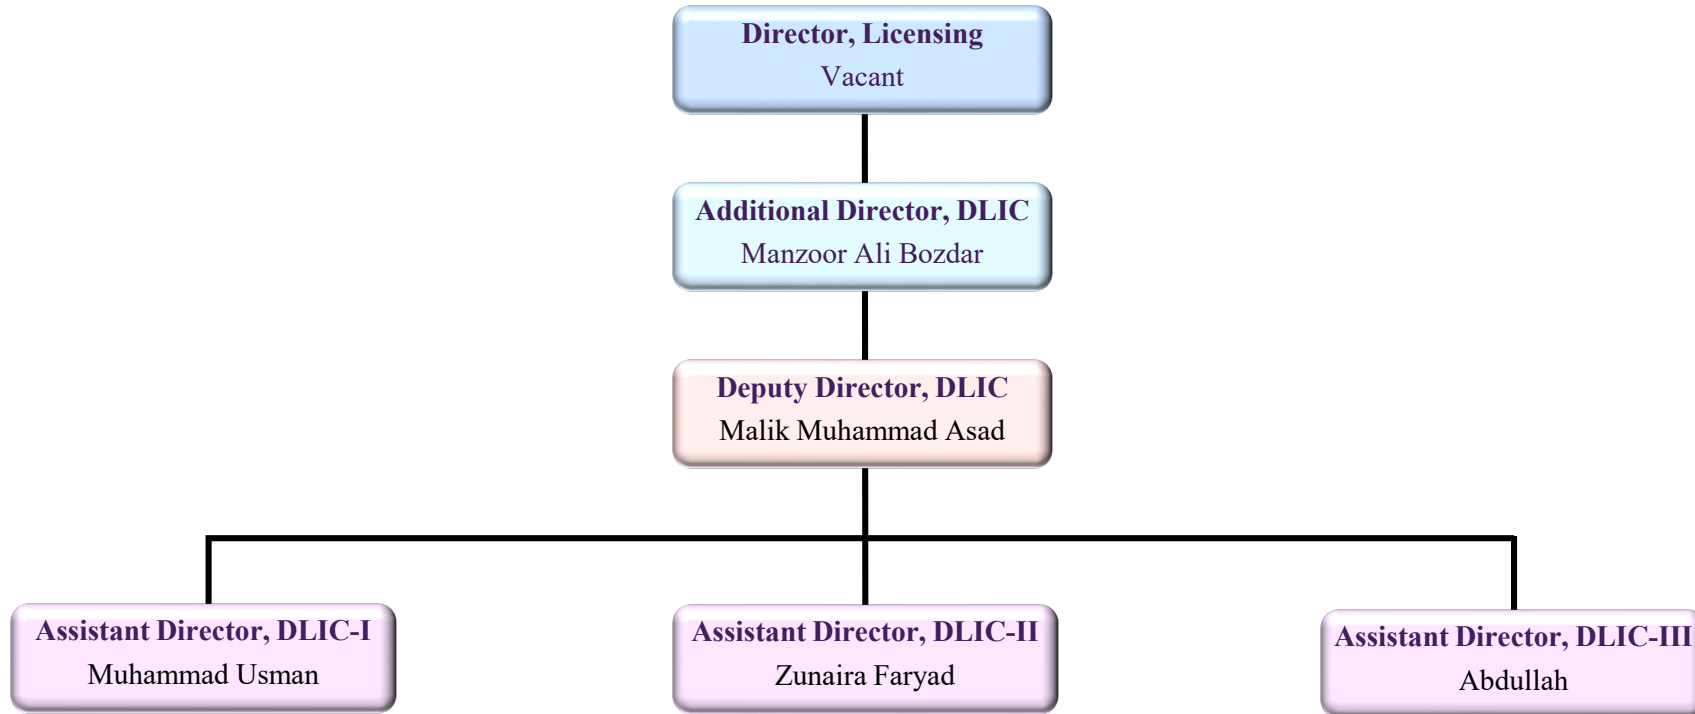 Director, Licensing
Vacant
Additional Director, DLIC
Manzoor Ali Bozdar
Deputy Director, DLIC
Malik Muhammad Asad
Assistant Director, DLIC-I
Muhammad Usman
Assistant Director, DLIC-II
Zunaira Faryad
Assistant Director, DLIC-III
Abdullah